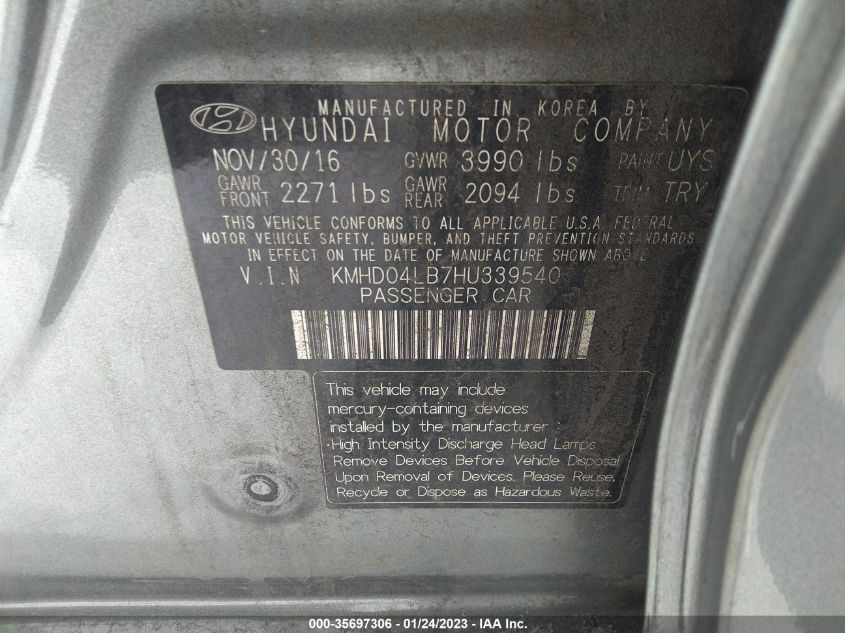 MANUFACTURED IN KOREA BY
HYUNDAI MOTOR COMPANY
NOV/30/16 GVWR 3990 lbs PAINT UYS
GAWR FRONT 2271 lbs GAWR REAR 2094 lbs TRIM TRY
THIS VEHICLE CONFORMS TO ALL APPLICABLE U.S.A. FEDERAL
MOTOR VEHICLE SAFETY, BUMPER, AND THEFT PREVENTION STANDARDS
IN EFFECT ON THE DATE OF MANUFACTURE SHOWN ABOVE
V.I.N KMHD04LB7HU339540
PASSENGER CAR
This vehicle may include
mercury-containing devices
installed by the manufacturer :
·High Intensity Discharge Head Lamps
Remove Devices Before Vehicle Disposal
Upon Removal of Devices, Please Reuse,
Recycle or Dispose as Hazardous Waste.
000-35697306 - 01/24/2023 - IAA Inc.